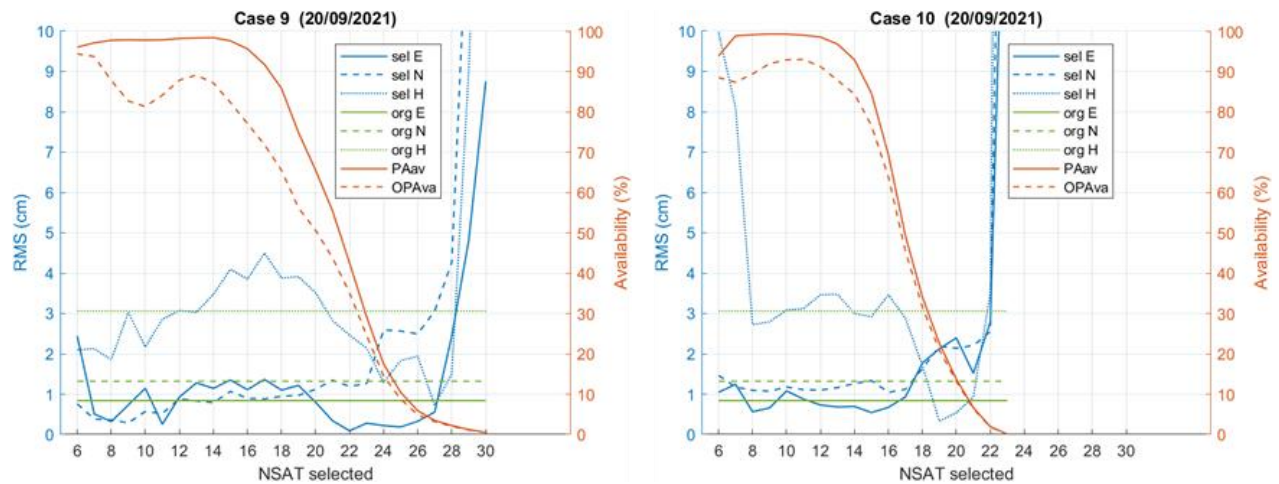 Case 9 (20/09/2021)
10
9
8
7
6
5
4
3
2
1
0
RMS (cm)
6 8 10 12 14 16 18 20 22 24 26 28 30
NSAT selected
sel E
sel N
sel H
org E
org N
org H
PAav
OPAva
100
90
80
70
60
50
40
30
20
10
0
Availability (%)
Case 10 (20/09/2021)
10
9
8
7
6
5
4
3
2
1
0
RMS (cm)
6 8 10 12 14 16 18 20 22 24 26 28 30
NSAT selected
sel E
sel N
sel H
org E
org N
org H
PAav
OPAva
100
90
80
70
60
50
40
30
20
10
0
Availability (%)